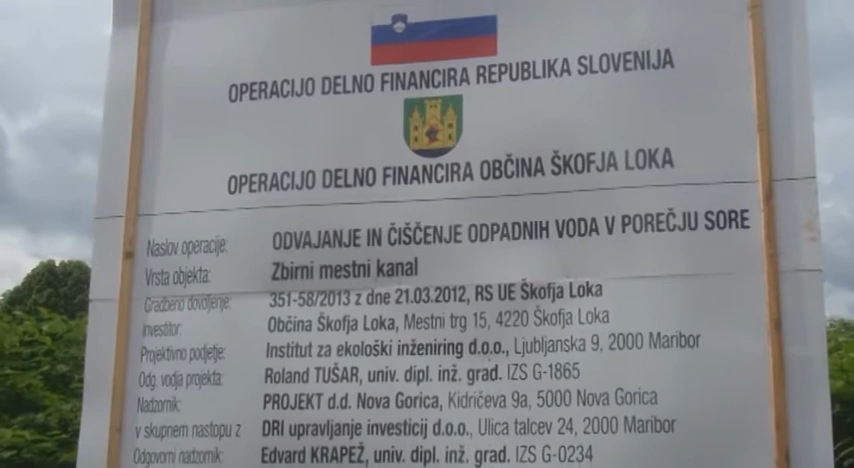 OPERACIJO DELNO FINANCIRA REPUBLIKA SLOVENIJA
OPERACIJO DELNO FINANCIRA OBČINA ŠKOFJA LOKA
Naslov operacije: ODVAJANJE IN ČIŠČENJE ODPADNIH VODA V POREČJU SORE
Vrsta objekta: Zbirni mestni kanal
Gradbeno dovoljenje: 351-58/2013 z dne 21.03.2012, RS UE Škofja Loka
Investitor: Občina Škofja Loka, Mestni trg 15, 4220 Škofja Loka
Projektivno podjetje: Institut za ekološki inženiring d.o.o., Ljubljanska 9, 2000 Maribor
Odg. vodja projekta: Roland TUŠAR, univ. dipl. inž. grad. IZS G-1865
Nadzornik: PROJEKT d.d. Nova Gorica, Kidričeva 9a, 5000 Nova Gorica
v skupnem nastopu z DRI upravljanje investicij d.o.o., Ulica talcev 24, 2000 Maribor
Odgovorni nadzornik: Edvard KRAPEŽ, univ. dipl. inž. grad. IZS G-0234